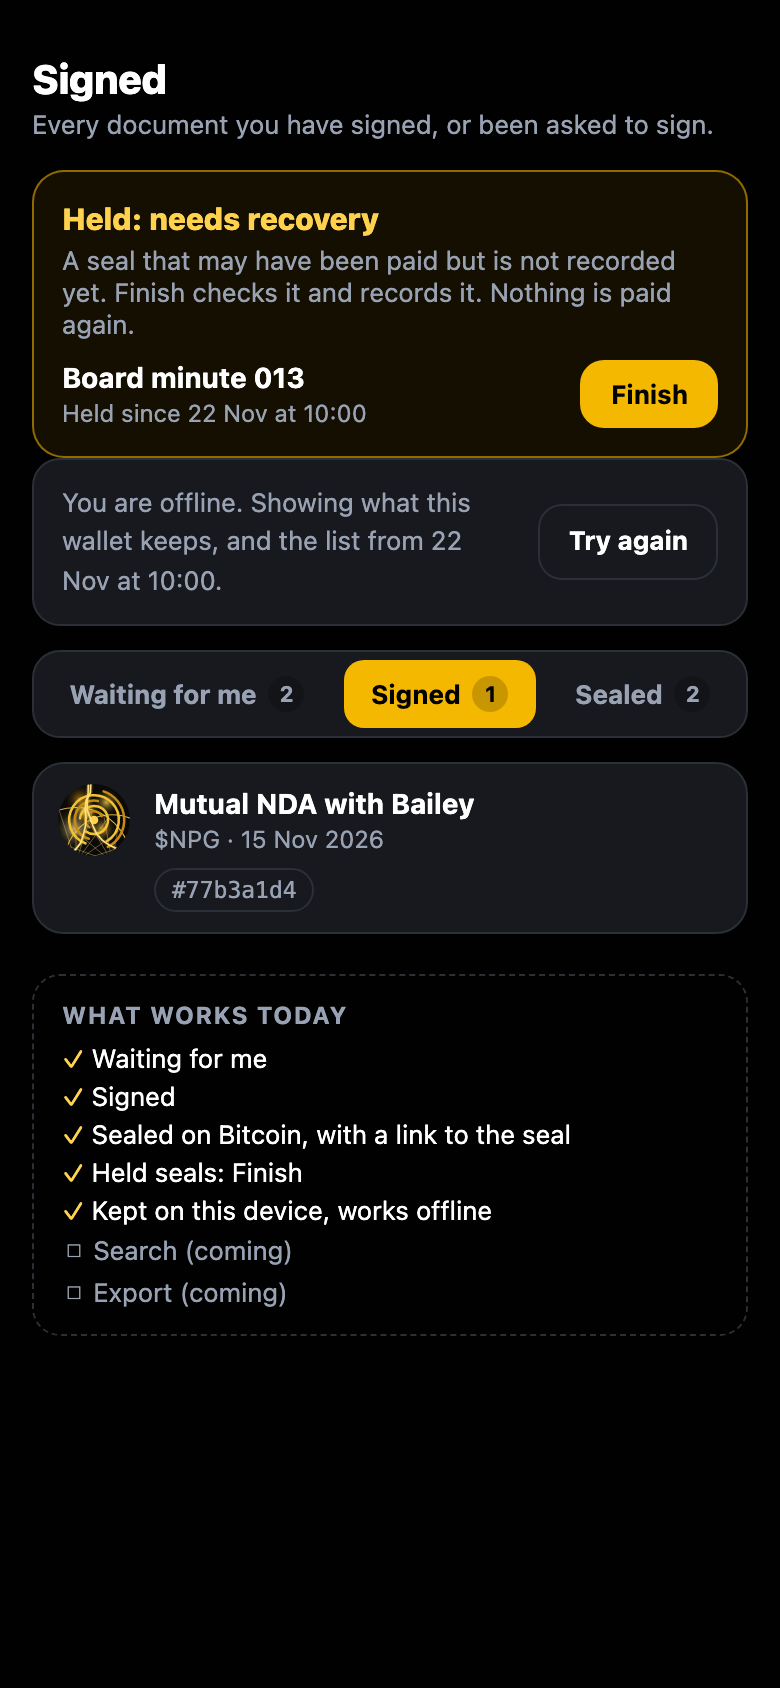 Signed
Every document you have signed, or been asked to sign.
Held: needs recovery
A seal that may have been paid but is not recorded
yet. Finish checks it and records it. Nothing is paid
again.
Board minute 013
Held since 22 Nov at 10:00
Finish
You are offline. Showing what this
wallet keeps, and the list from 22
Nov at 10:00.
Try again
Waiting for me 2
Signed 1
Sealed 2
Mutual NDA with Bailey
$NPG · 15 Nov 2026
#77b3a1d4
WHAT WORKS TODAY
✓ Waiting for me
✓ Signed
✓ Sealed on Bitcoin, with a link to the seal
✓ Held seals: Finish
✓ Kept on this device, works offline
□ Search (coming)
□ Export (coming)